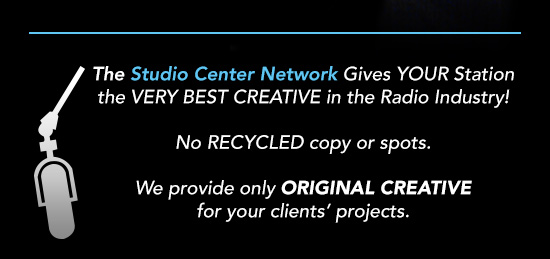 The Studio Center Network Gives YOUR Station
the VERY BEST CREATIVE in the Radio Industry!
No RECYCLED copy or spots.
We provide only ORIGINAL CREATIVE
for your clients' projects.